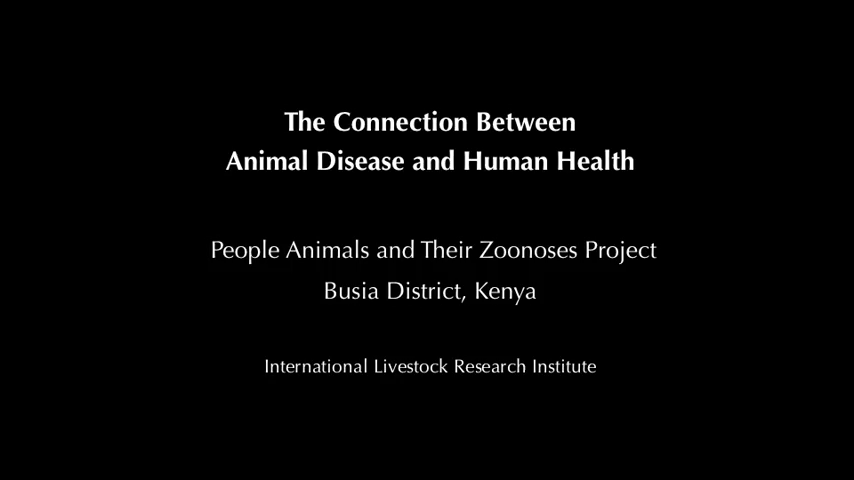 The Connection Between
Animal Disease and Human Health
People Animals and Their Zoonoses Project
Busia District, Kenya
International Livestock Research Institute